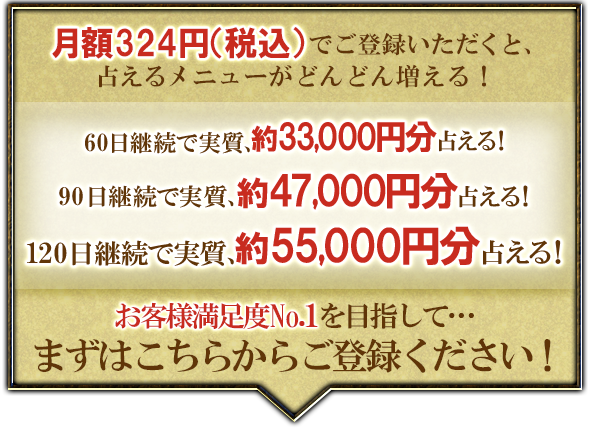 月額324円(税込)でご登録いただくと、
占えるメニューがどんどん増える！
60日継続で実質、約33,000円分占える!
90日継続で実質、約47,000円分占える!
120日継続で実質、約55,000円分占える!
お客様満足度No.1を目指して…
まずはこちらからご登録ください！